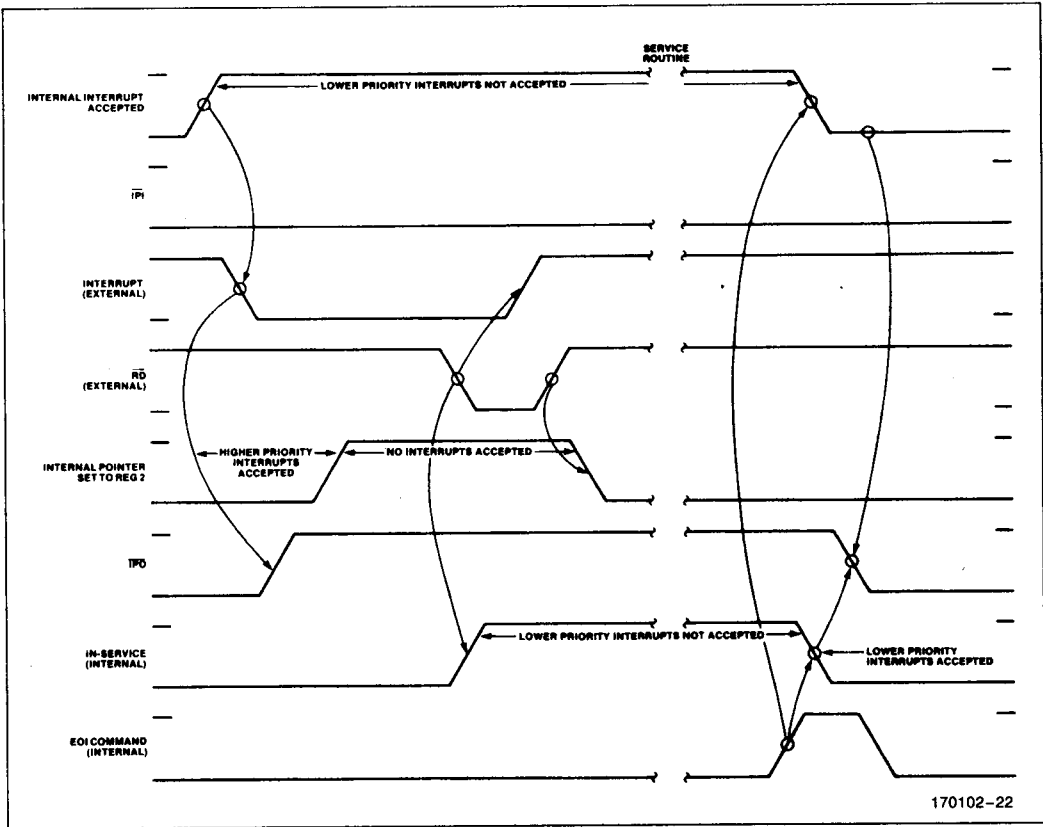 SERVICE
ROUTINE
LOWER PRIORITY INTERRUPTS NOT ACCEPTED
INTERNAL INTERRUPT
ACCEPTED
IPI
INTERRUPT
(EXTERNAL)
RD
(EXTERNAL)
HIGHER PRIORITY
INTERRUPTS
ACCEPTED
NO INTERRUPTS ACCEPTED
INTERNAL POINTER
SET TO REG 2
IPO
LOWER PRIORITY INTERRUPTS NOT ACCEPTED
IN-SERVICE
(INTERNAL)
LOWER PRIORITY
INTERRUPTS ACCEPTED
EOI COMMAND
(INTERNAL)
170102-22